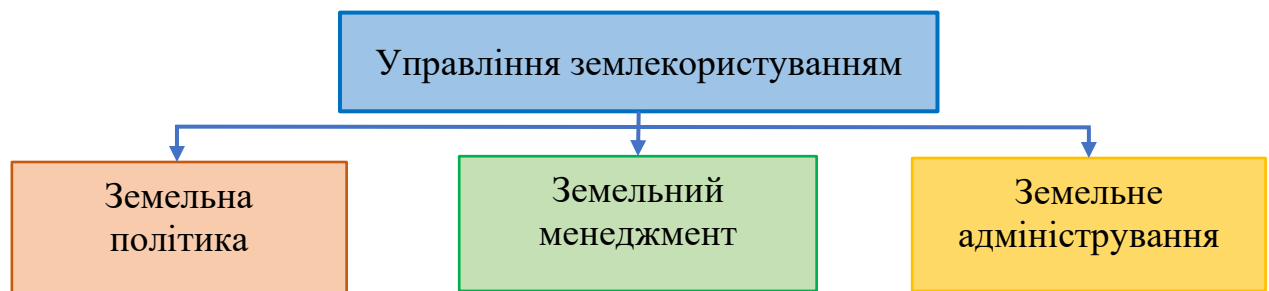 Управління землекористуванням
Земельна
політика
Земельний
менеджмент
Земельне
адміністрування